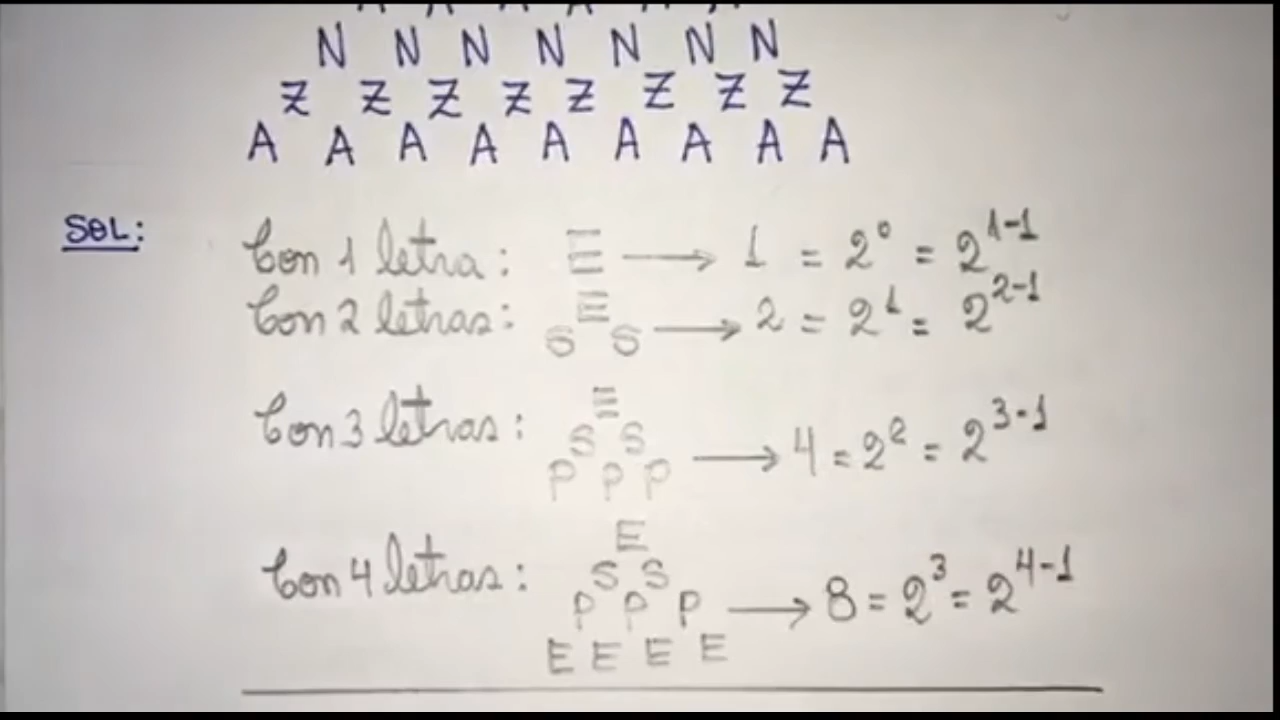 A A A A A A
N N N N N N N
Z Z Z Z Z Z Z Z
A A A A A A A A A
SOL:
Con 1 letra: E → 1 = 2⁰ = 2¹⁻¹
Con 2 letras: E
S S → 2 = 2¹ = 2²⁻¹
Con 3 letras: E
S S
P P P → 4 = 2² = 2³⁻¹
Con 4 letras: E
S S
P P P → 8 = 2³ = 2⁴⁻¹
E E E E